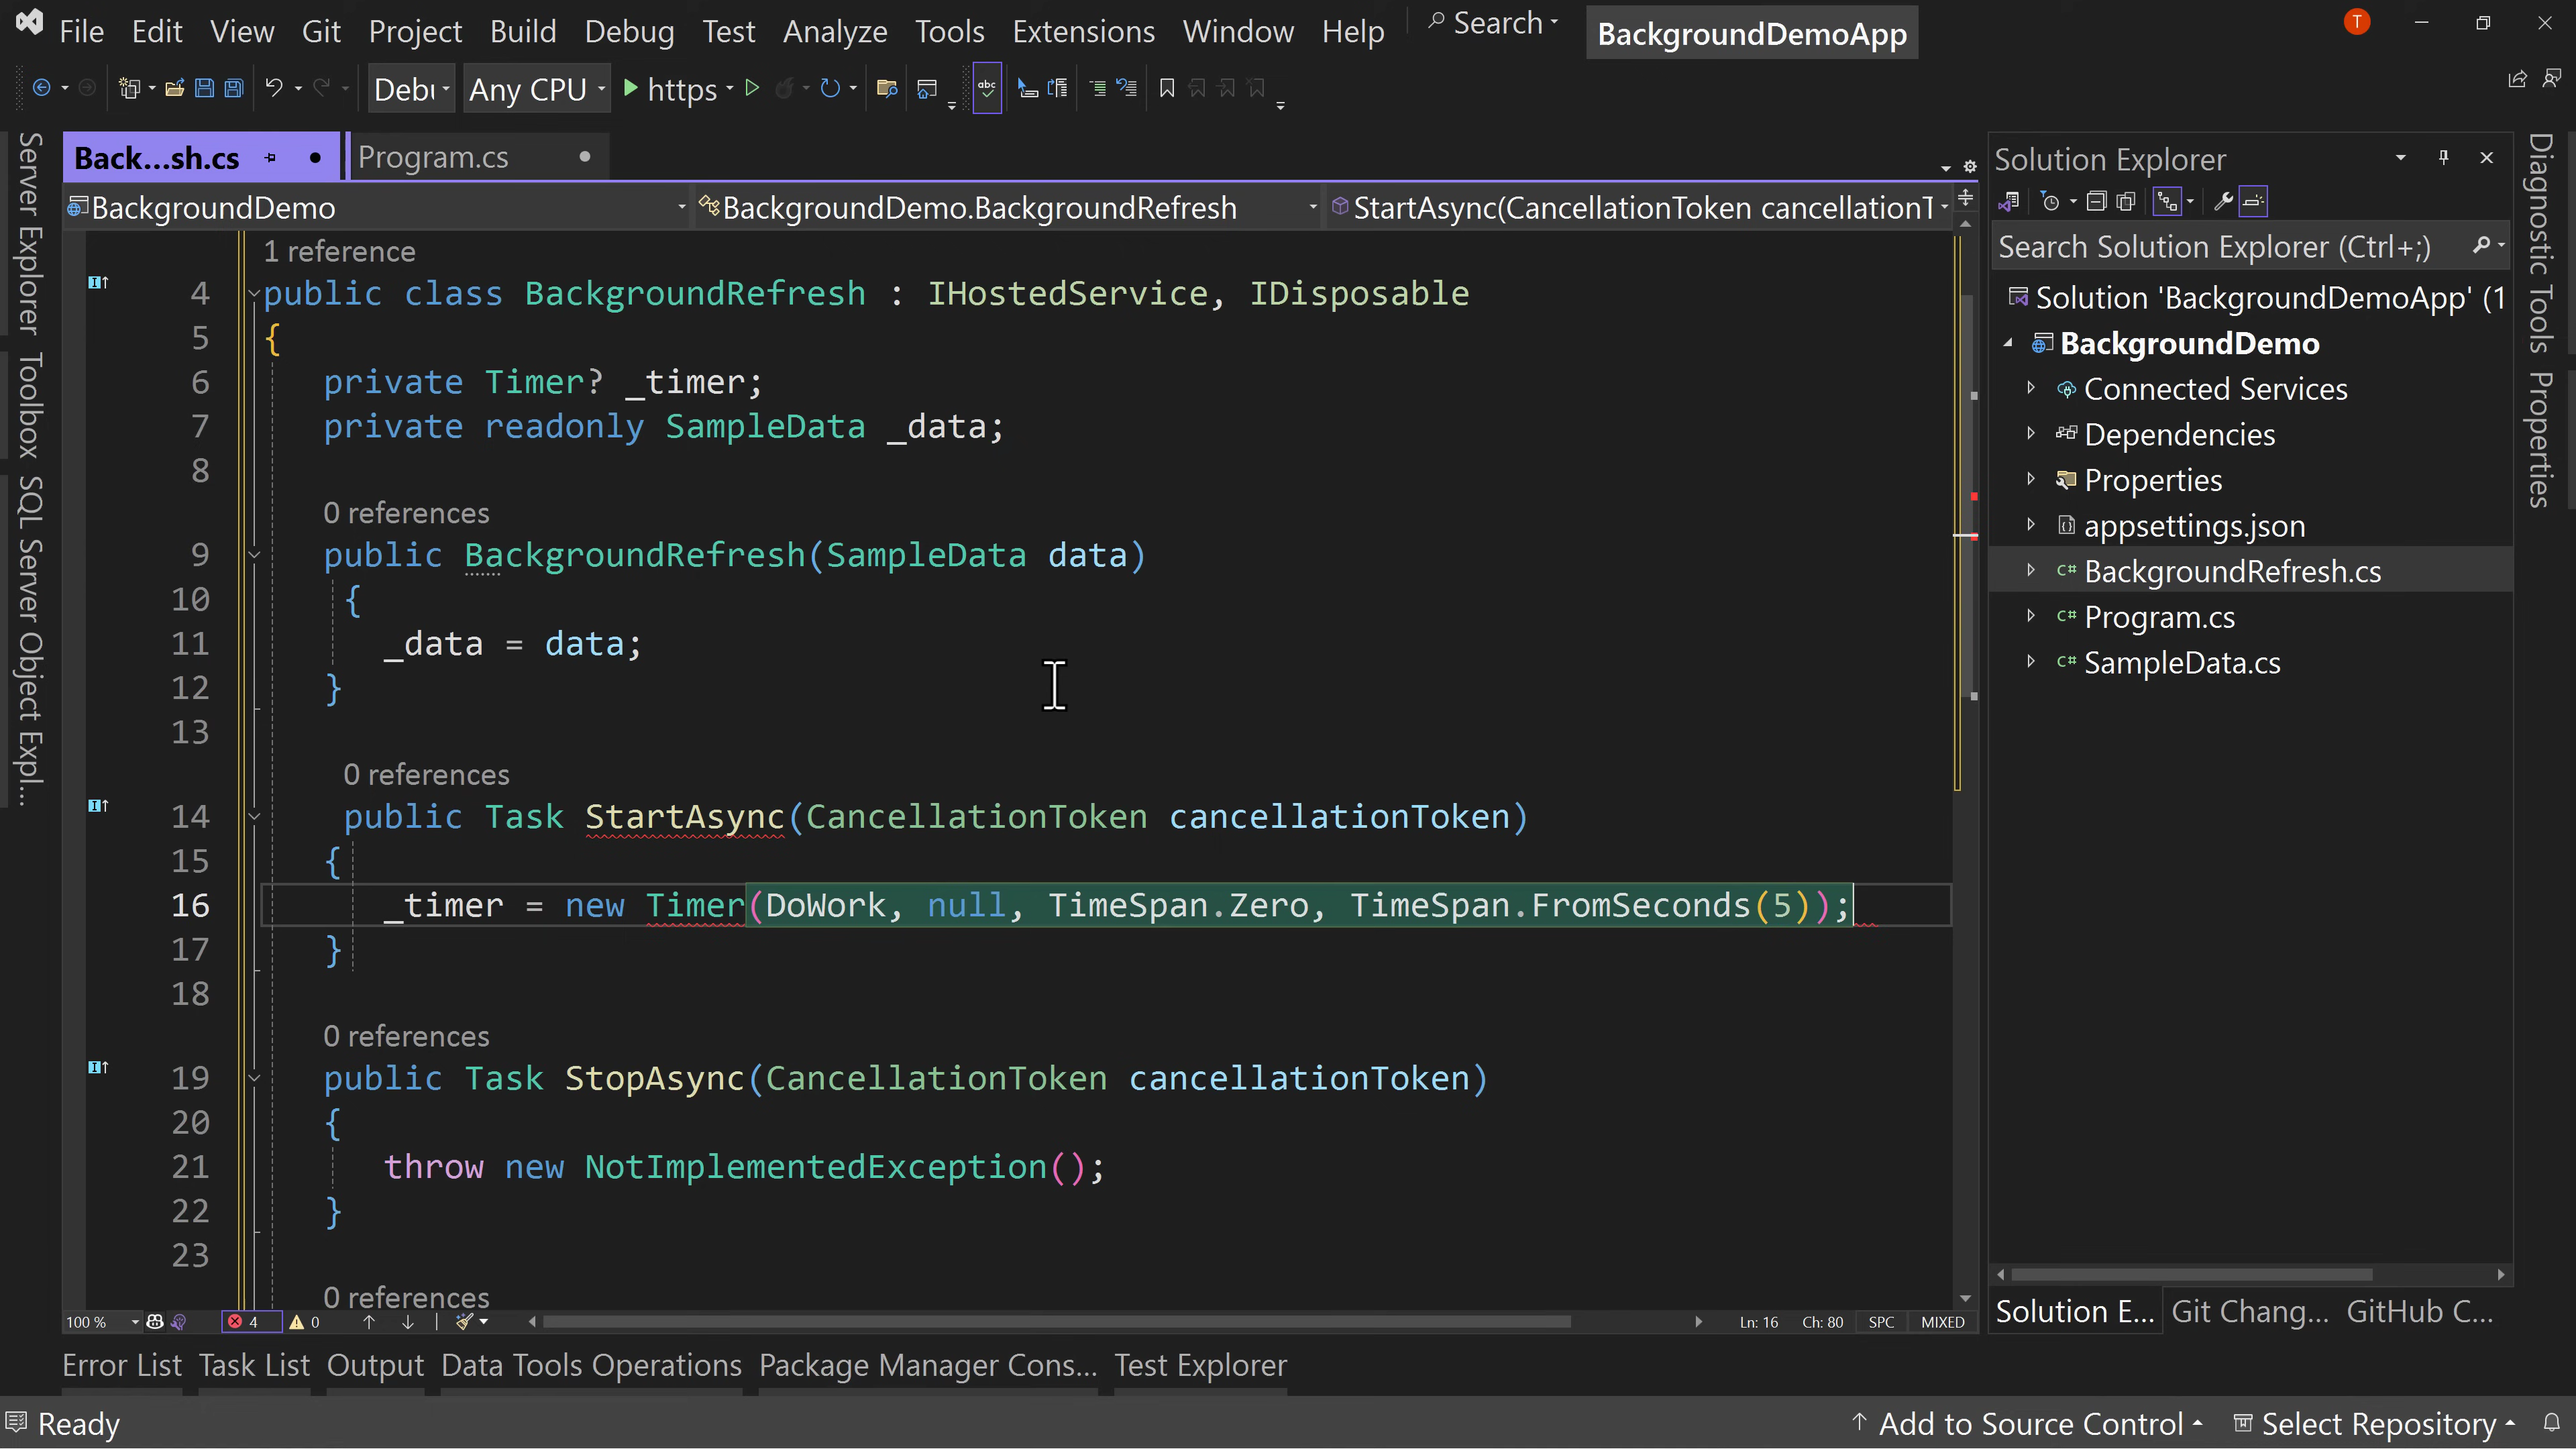 File Edit View Git Project Build Debug Test Analyze Tools Extensions Window Help Search BackgroundDemoApp T
Debu Any CPU https abc
Server Explorer
Toolbox
SQL Server Object Expl...
Back...sh.cs Program.cs
BackgroundDemo BackgroundDemo.BackgroundRefresh StartAsync(CancellationToken cancellationT
1 reference
4 public class BackgroundRefresh : IHostedService, IDisposable
5 {
6 private Timer? _timer;
7 private readonly SampleData _data;
8
0 references
9 public BackgroundRefresh(SampleData data)
10 {
11 _data = data;
12 }
13
0 references
14 public Task StartAsync(CancellationToken cancellationToken)
15 {
16 _timer = new Timer(DoWork, null, TimeSpan.Zero, TimeSpan.FromSeconds(5));
17 }
18
0 references
19 public Task StopAsync(CancellationToken cancellationToken)
20 {
21 throw new NotImplementedException();
22 }
23
0 references
100 % 4 0 Ln: 16 Ch: 80 SPC MIXED
Solution Explorer
Search Solution Explorer (Ctrl+;)
Solution 'BackgroundDemoApp' (1
BackgroundDemo
Connected Services
Dependencies
Properties
appsettings.json
C# BackgroundRefresh.cs
C# Program.cs
C# SampleData.cs
Solution E... Git Chang... GitHub C...
Diagnostic Tools
Properties
Error List Task List Output Data Tools Operations Package Manager Cons... Test Explorer
Ready Add to Source Control Select Repository